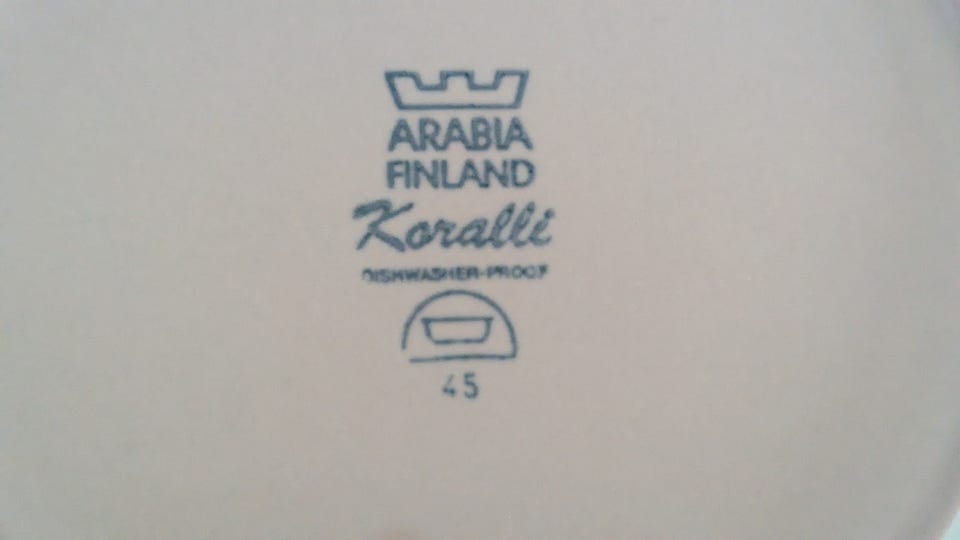 ARABIA
FINLAND
Koralli
DISHWASHER-PROOF
45